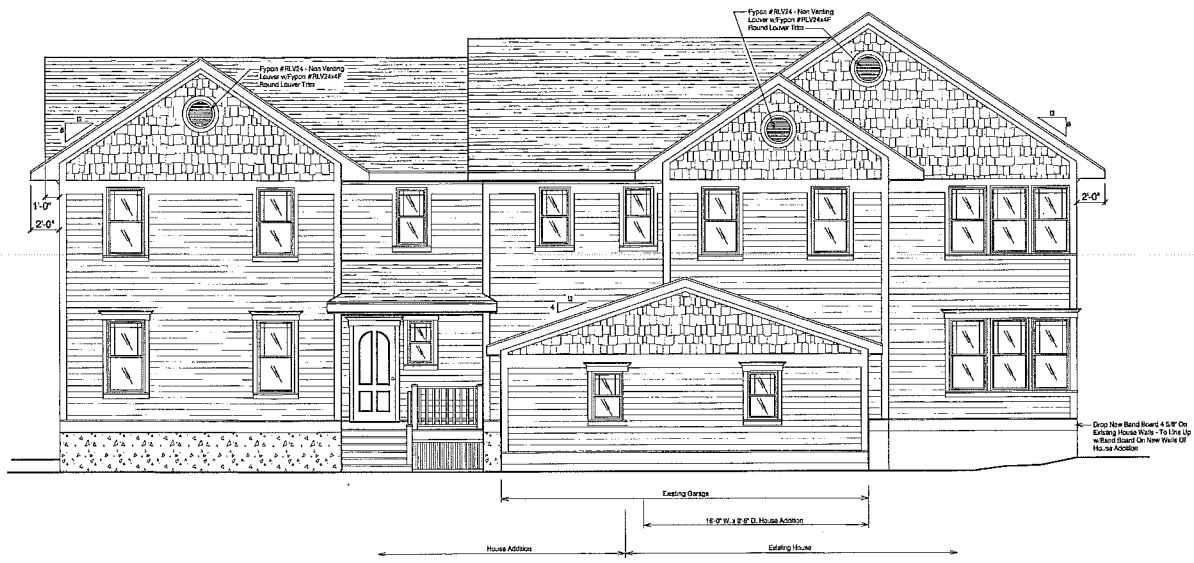 Fypon #RLV24 - Non Venting
Louver w/Fypon #RLV24x4F
Round Louver Trim
Fypon #RLV24 - Non Venting
Louver w/Fypon #RLV24x4F
Round Louver Trim
12
8
12
8
1'-0"
2'-0"
2'-0"
12
4
Drop New Band Board 4 5/8" On
Existing House Walls - To Line Up
w/Band Board On New Walls Of
House Addition
Existing Garage
16'-0" W. x 2'-6" D. House Addition
House Addition
Existing House